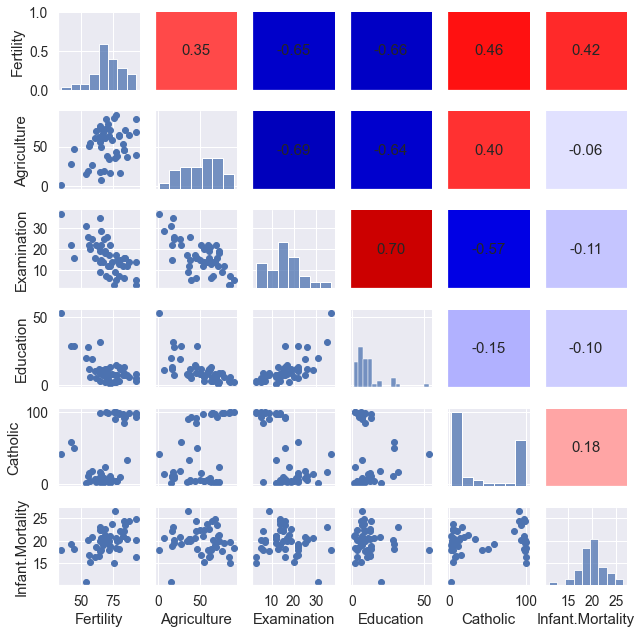 1.0
0.5
0.0
Fertility
0.35
-0.65
-0.66
0.46
0.42
50
0
Agriculture
-0.69
-0.64
0.40
-0.06
30
20
10
Examination
0.70
-0.57
-0.11
50
0
Education
-0.15
-0.10
100
0
Catholic
0.18
25
20
15
Infant.Mortality
50 75
0 50
10 20 30
0 50
0 100
15 20 25
Fertility
Agriculture
Examination
Education
Catholic
Infant.Mortality